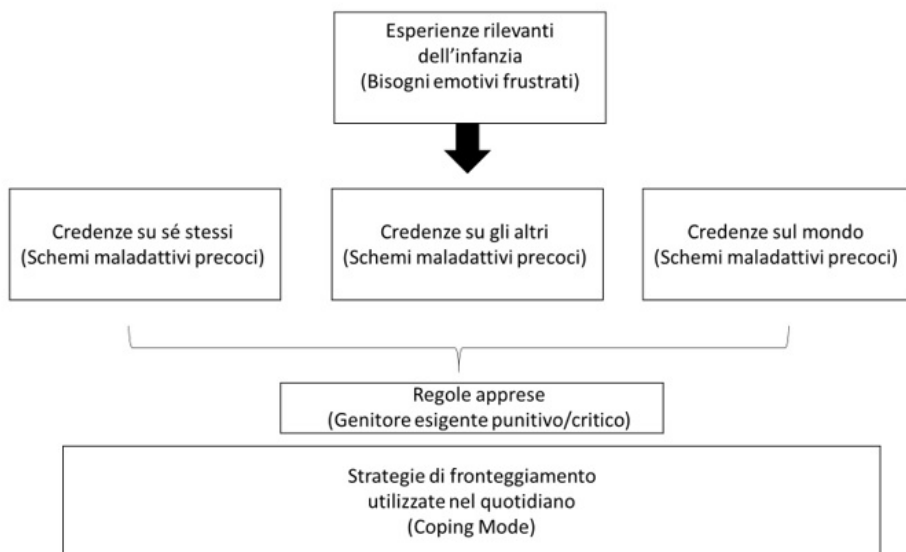 Esperienze rilevanti
dell'infanzia
(Bisogni emotivi frustrati)
Credenze su sé stessi
(Schemi maladattivi precoci)
Credenze su gli altri
(Schemi maladattivi precoci)
Credenze sul mondo
(Schemi maladattivi precoci)
Regole apprese
(Genitore esigente punitivo/critico)
Strategie di fronteggiamento
utilizzate nel quotidiano
(Coping Mode)